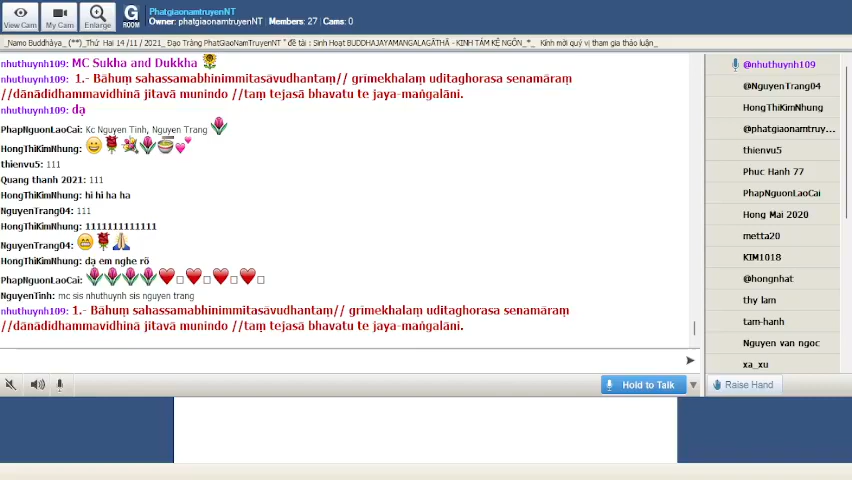 View Cam
My Cam
Enlarge
G
ROOM
PhatgiaonamtruyenNT
Owner: phatgiaonamtruyenNT | Members: 27 | Cams: 0
_Namo Buddhāya_ (**)_Thứ Hai 14 /11 / 2021_ Đạo Tràng PhatGiaoNamTruyenNT " đề tài : Sinh Hoạt BUDDHAJAYAMANGALAGĀTHĀ - KINH TÁM KỆ NGÔN_*_ Kính mời quý vị tham gia thảo luận_
nhuthuynh109: MC Sukha and Dukkha
nhuthuynh109: 1.- Bāhuṃ sahassamabhinimmitasāvudhantaṃ// grīmekhalaṃ uditaghorasa senamāraṃ
//dānādidhammavidhinā jitavā munindo //taṃ tejasā bhavatu te jaya-maṅgalāni.
nhuthuynh109: dạ
PhapNguonLaoCai: Kc Nguyen Tinh, Nguyen Trang
HongThiKimNhung:
thienvu5: 111
Quang thanh 2021: 111
HongThiKimNhung: hi hi ha ha
NguyenTrang04: 111
HongThiKimNhung: 1111111111111
NguyenTrang04:
HongThiKimNhung: dạ em nghe rõ
PhapNguonLaoCai:
NguyenTinh: mc sis nhuthuynh sis nguyen trang
nhuthuynh109: 1.- Bāhuṃ sahassamabhinimmitasāvudhantaṃ// grīmekhalaṃ uditaghorasa senamāraṃ
//dānādidhammavidhinā jitavā munindo //taṃ tejasā bhavatu te jaya-maṅgalāni.
Hold to Talk
@nhuthuynh109
@NguyenTrang04
HongThiKimNhung
@phatgiaonamtruy...
thienvu5
Phuc Hanh 77
PhapNguonLaoCai
Hong Mai 2020
metta20
KIM1018
@hongnhat
thy lam
tam-hanh
Nguyen van ngoc
xa_xu
Raise Hand